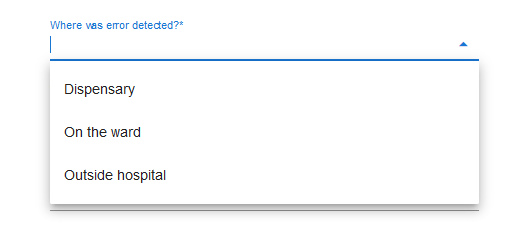 Where was error detected?*
Dispensary
On the ward
Outside hospital